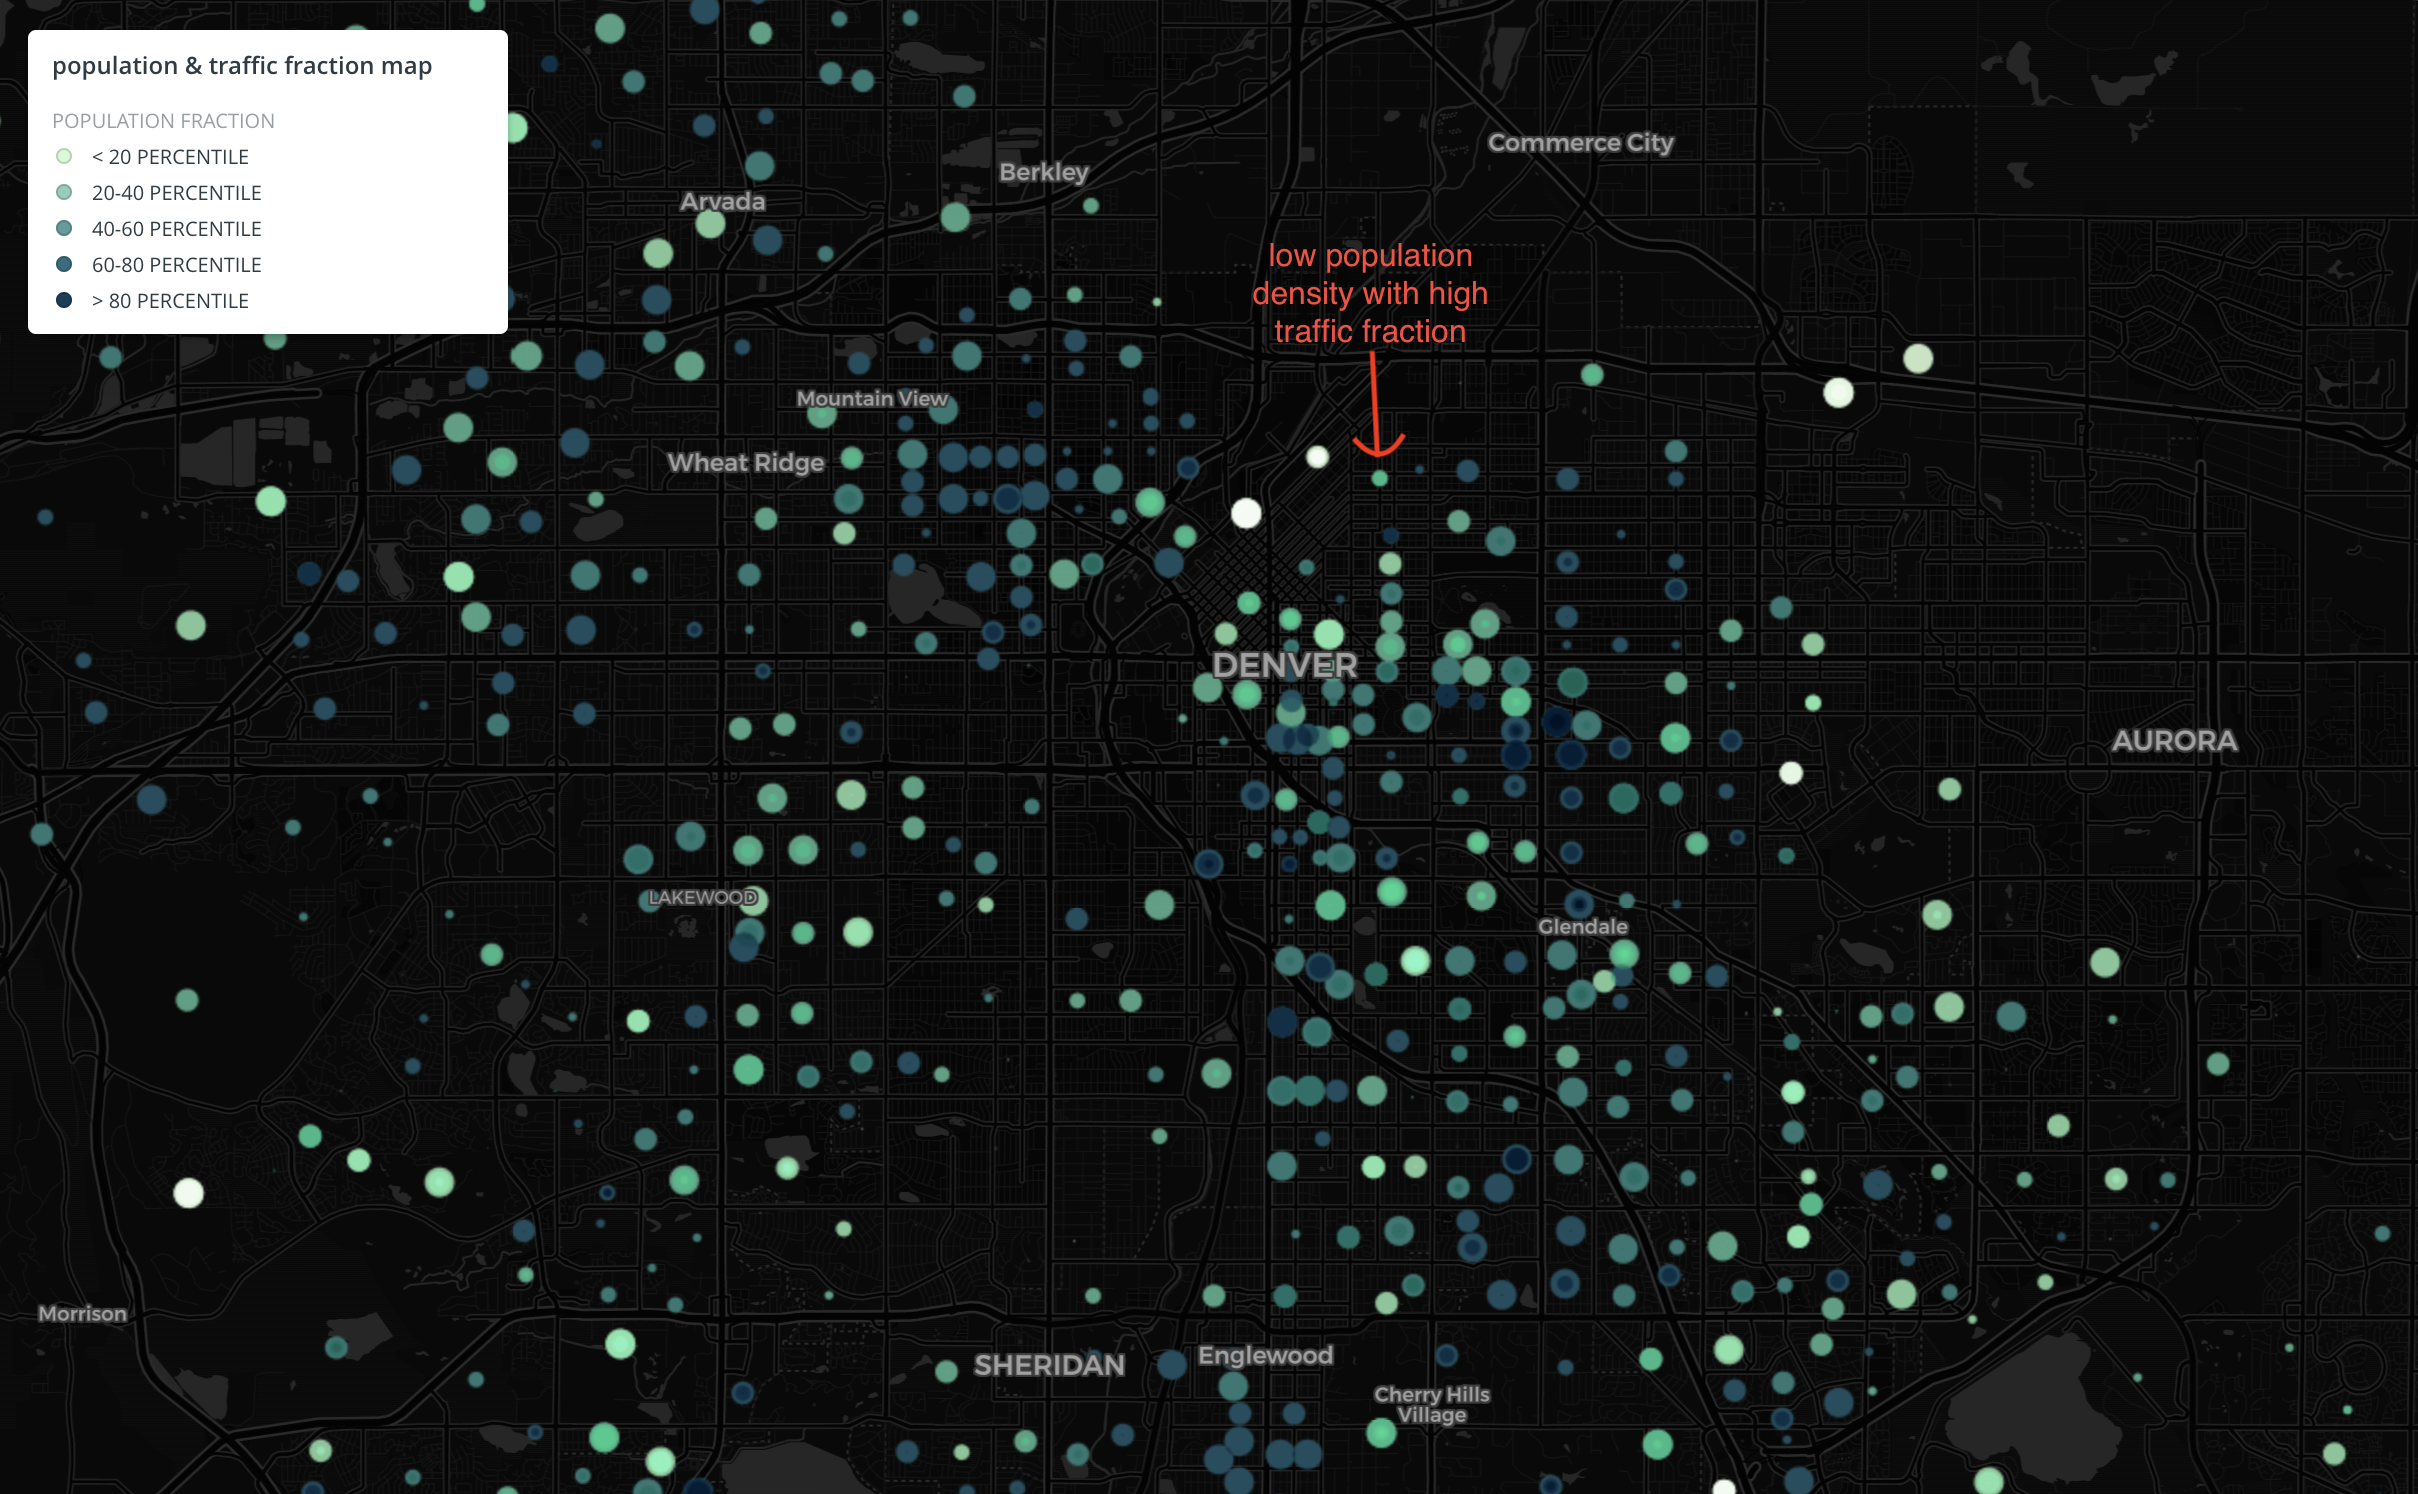 population & traffic fraction map
POPULATION FRACTION
< 20 PERCENTILE
20-40 PERCENTILE
40-60 PERCENTILE
60-80 PERCENTILE
> 80 PERCENTILE
Commerce City
Berkley
Arvada
low population
density with high
traffic fraction
Mountain View
Wheat Ridge
DENVER
AURORA
LAKEWOOD
Glendale
Morrison
SHERIDAN
Englewood
Cherry Hills
Village